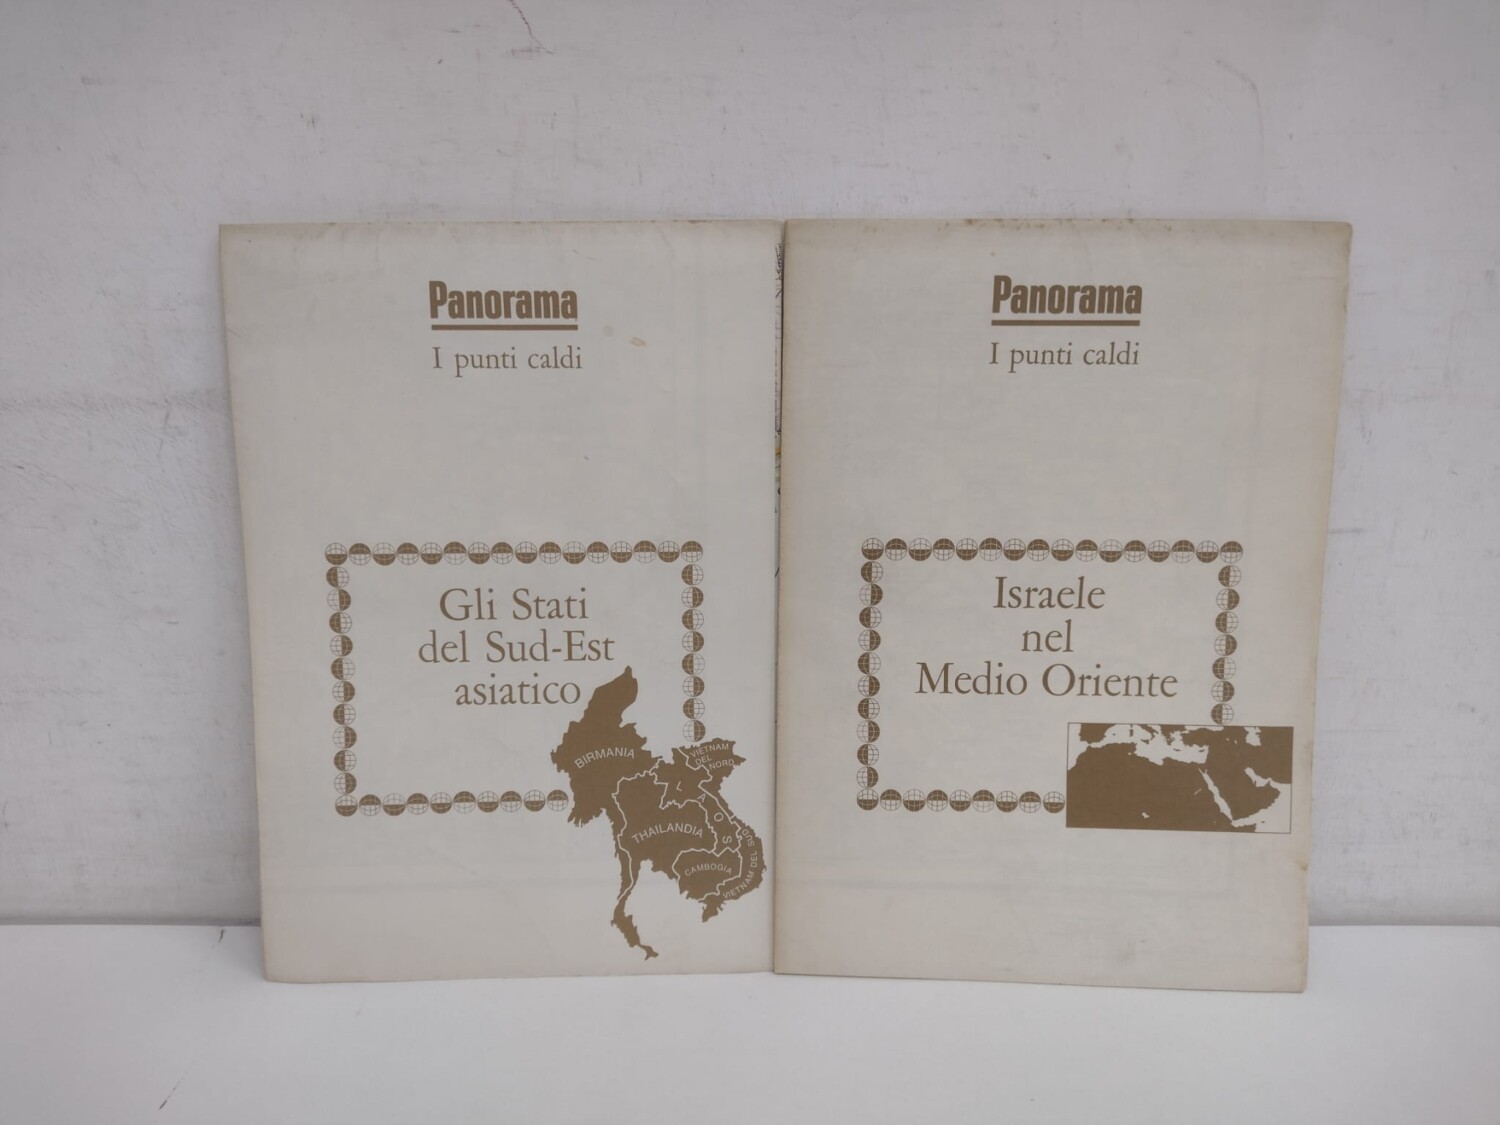 Panorama
I punti caldi
Gli Stati
del Sud-Est
asiatico
BIRMANIA
VIETNAM
DEL
NORD
LAOS
THAILANDIA
CAMBOGIA
VIETNAM DEL SUD
Panorama
I punti caldi
Israele
nel
Medio Oriente